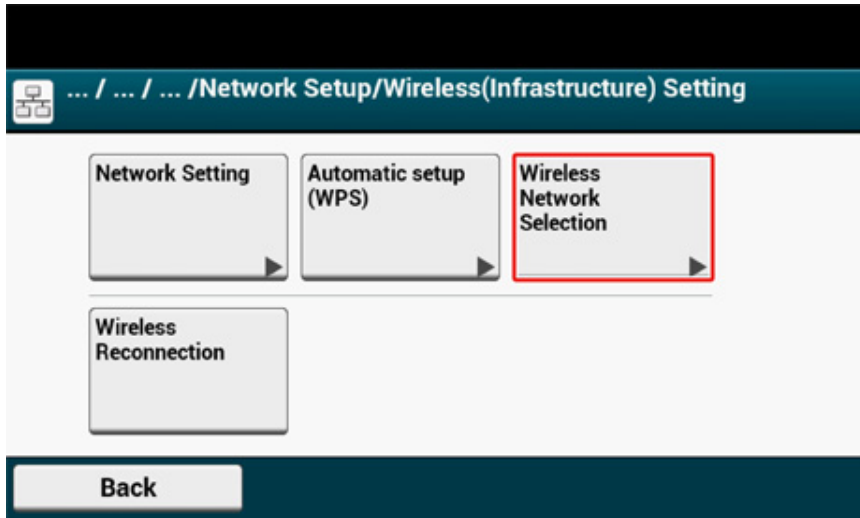 ... / ... / ... /Network Setup/Wireless(Infrastructure) Setting
Network Setting
Automatic setup
(WPS)
Wireless
Network
Selection
Wireless
Reconnection
Back